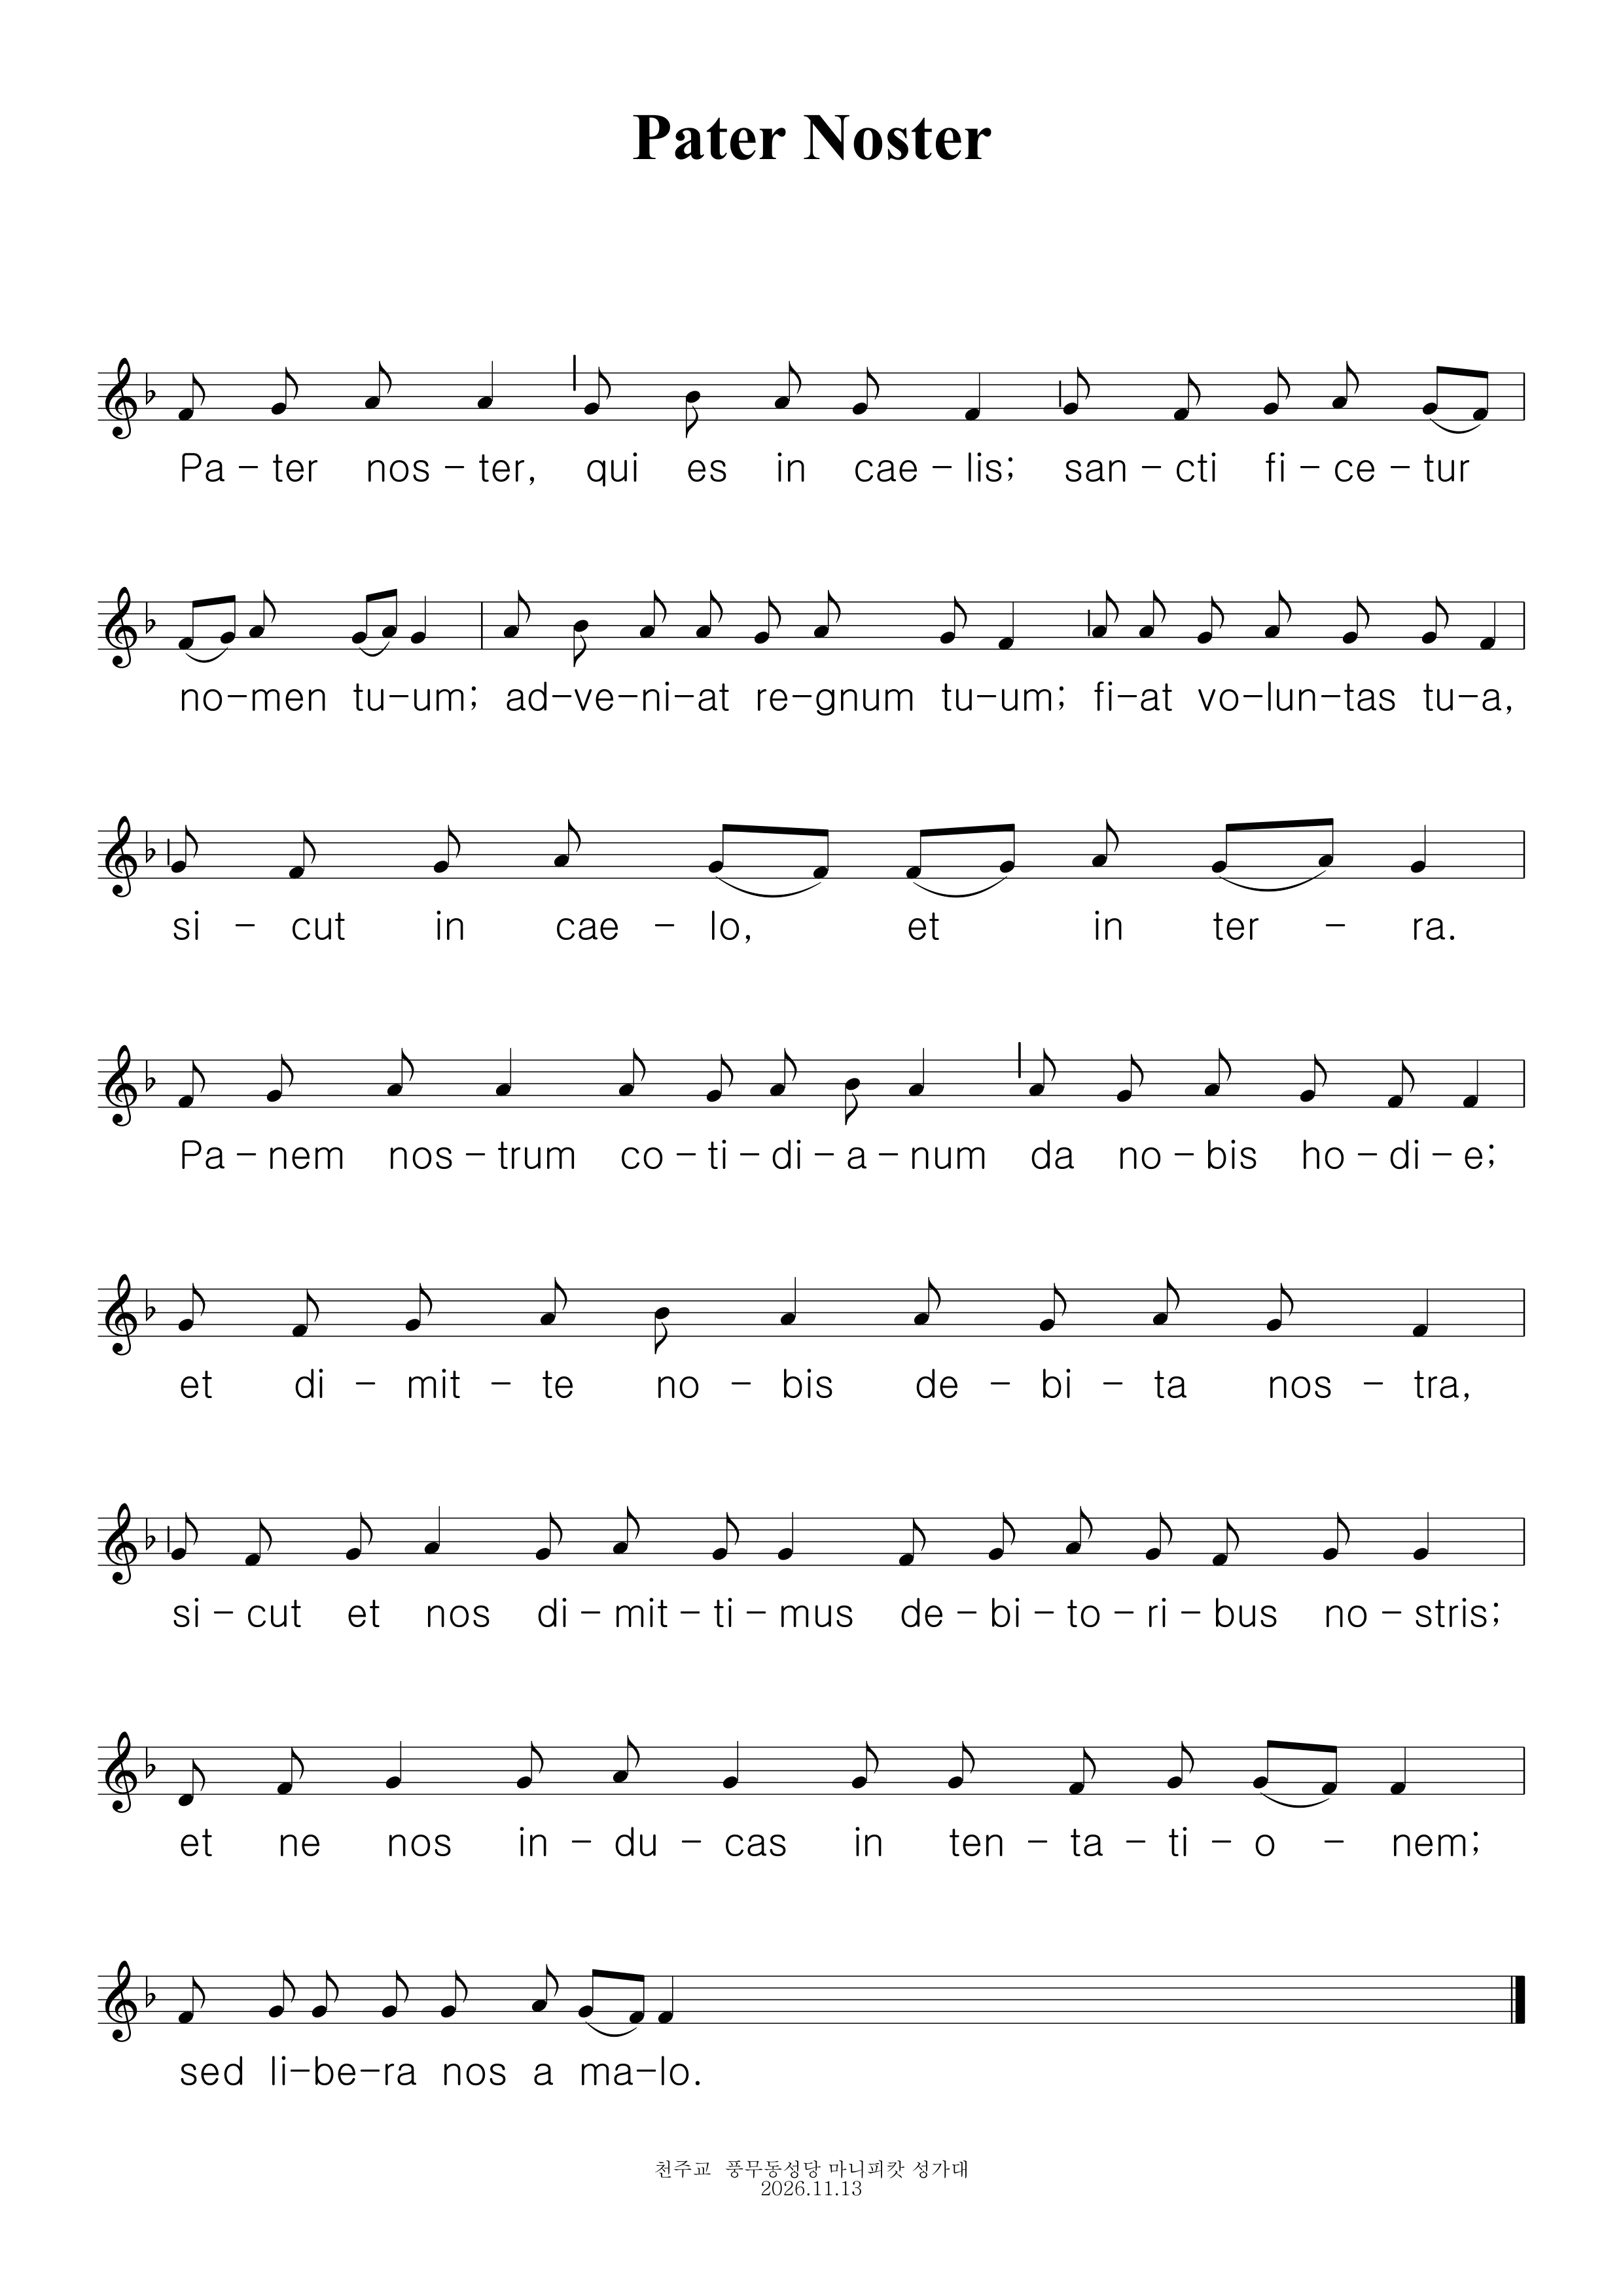 Pater Noster
Pa - ter nos - ter, qui es in cae - lis; san - cti fi - ce - tur
no-men tu-um; ad-ve-ni-at re-gnum tu-um; fi-at vo-lun-tas tu-a,
si - cut in cae - lo, et in ter - ra.
Pa - nem nos - trum co - ti - di - a - num da no - bis ho - di - e;
et di - mit - te no - bis de - bi - ta nos - tra,
si - cut et nos di - mit - ti - mus de - bi - to - ri - bus no - stris;
et ne nos in - du - cas in ten - ta - ti - o - nem;
sed li-be-ra nos a ma-lo.
천주교 풍무동성당 마니피캇 성가대
2026.11.13